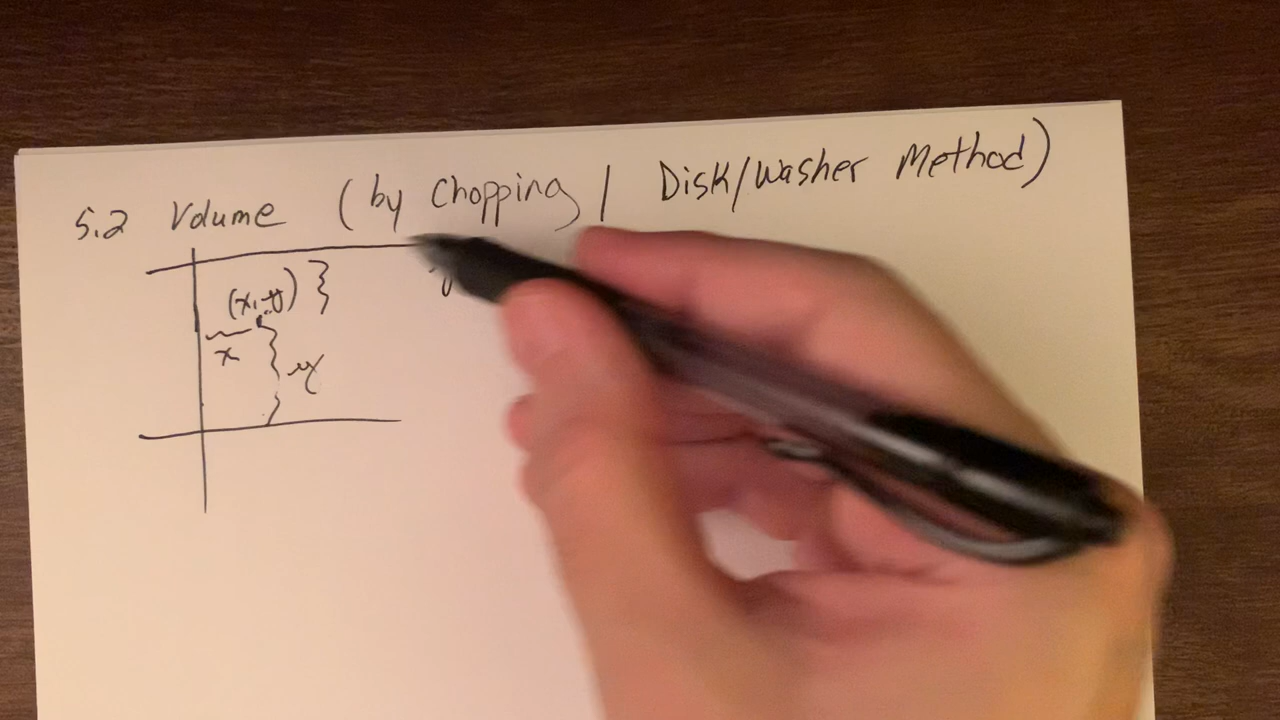 5.2 Volume (by Chopping / Disk/Washer Method)
(x,y)
x
y
y